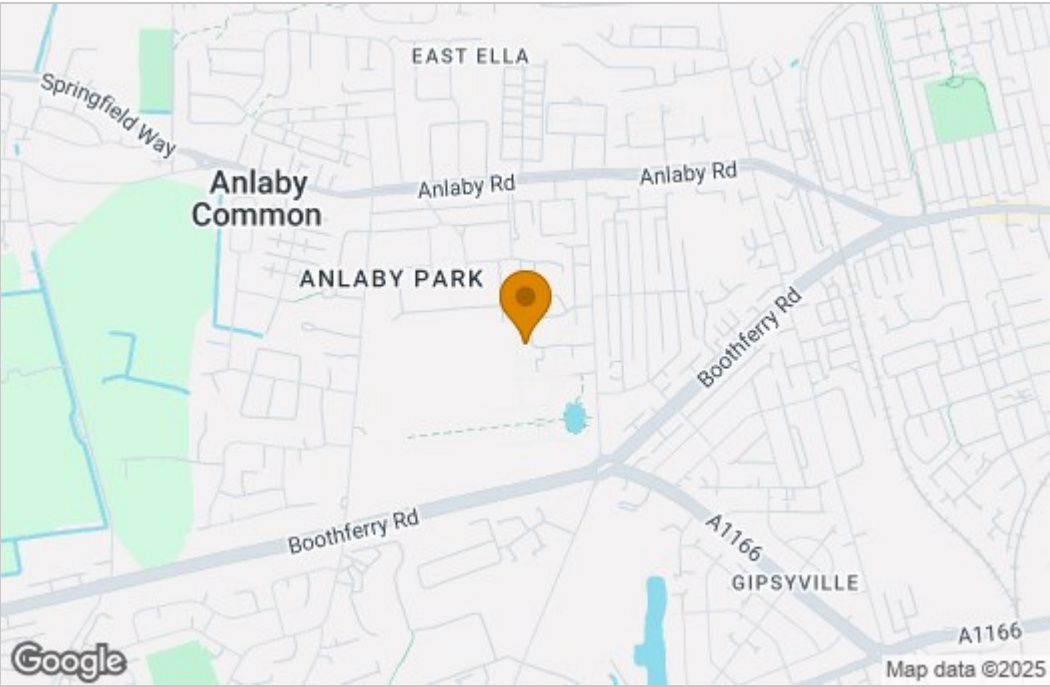 EAST ELLA
Springfield Way
Anlaby
Common
Anlaby Rd
Anlaby Rd
ANLABY PARK
Boothferry Rd
Boothferry Rd
A1166
GIPSYVILLE
A1166
Google
Map data ©2025